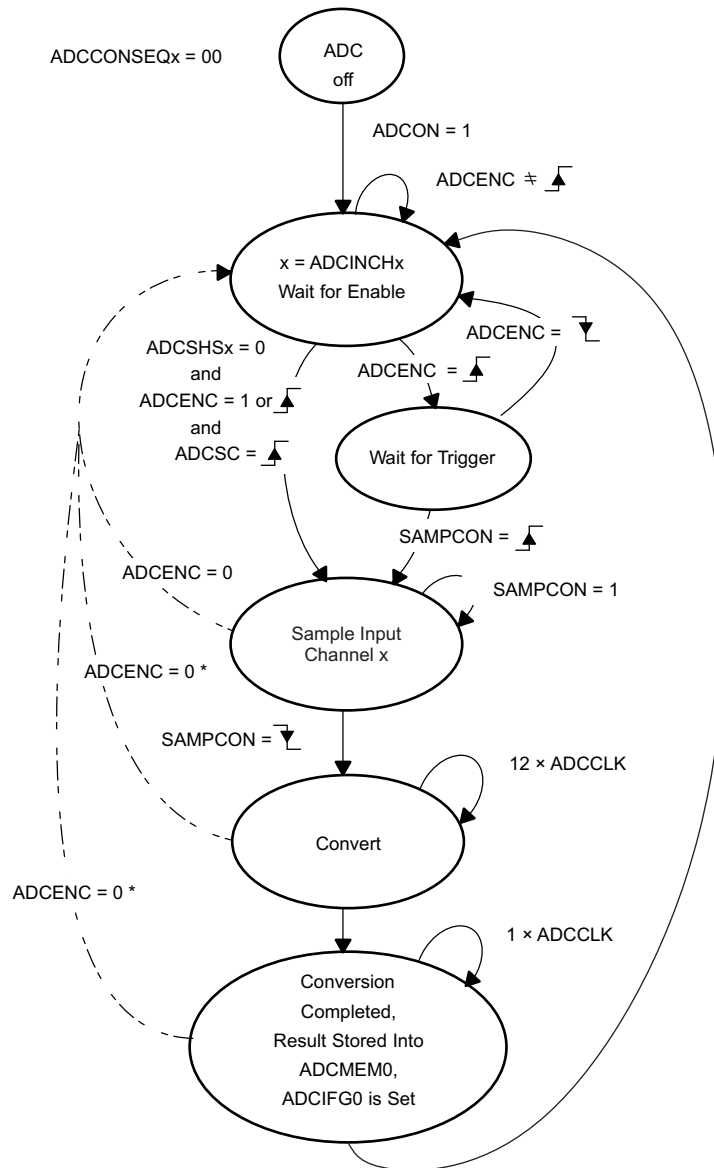 ADCCONSEQx = 00
ADC
off
ADCON = 1
ADCENC ≠
x = ADCINCHx
Wait for Enable
ADCSHSx = 0
and
ADCENC = 1 or
and
ADCSC =
ADCENC =
ADCENC =
Wait for Trigger
SAMPCON =
ADCENC = 0
SAMPCON = 1
Sample Input
Channel x
ADCENC = 0 *
SAMPCON =
12 × ADCCLK
Convert
ADCENC = 0 *
1 × ADCCLK
Conversion
Completed,
Result Stored Into
ADCMEM0,
ADCIFG0 is Set